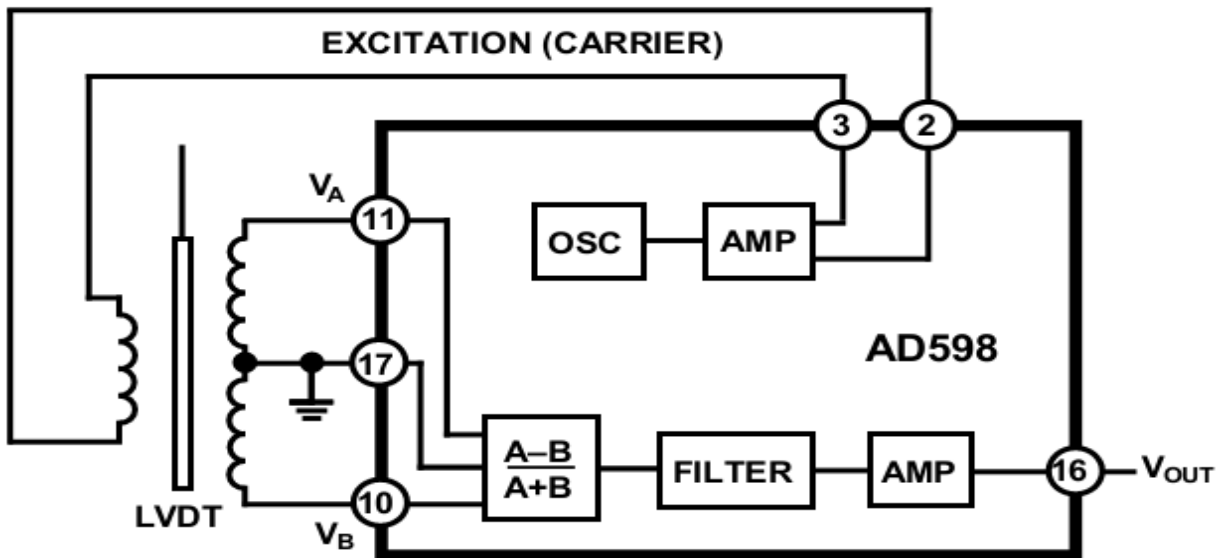 EXCITATION (CARRIER)
3
2
VA
11
OSC
AMP
17
AD598
A–B
A+B
FILTER
AMP
16
VOUT
10
LVDT
VB